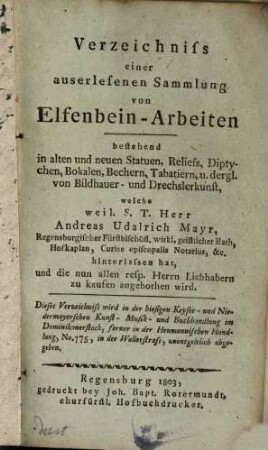 Verzeichniſs
einer
auserleſenen Sammlung
von
Elfenbein-Arbeiten
bestehend
in alten und neuen Statuen, Reliefs, Dipty-
chen, Bokalen, Bechern, Tabatiern, u. dergl.
von Bildhauer- und Drechslerkunst,
welche
weil. S. T. Herr
Andreas Udalrich Mayr,
Regensburgiſcher Fürſtbiſchöfl. wirkl. geiſtlicher Rath,
Hofkaplan, Curiae episcopalis Notarius, &c.
hinterlaſſen hat,
und die nun allen reſp. Herrn Liebhabern
zu kaufen angebothen wird.
Dieſes Verzeichniſs wird in der hieſigen Keyſer- und Nie-
dermayerſchen Kunſt- Muſik- und Buchhandlung im
Dominikanerſtock, ferner in der Heumanniſchen Hand-
lung, No. 775, in der Wallerſtraſs, unentgeltlich abge-
geben.
Regensburg 1803,
gedruckt bey Joh. Bapt. Rotermundt,
churfürſtl. Hofbuchdrucker,